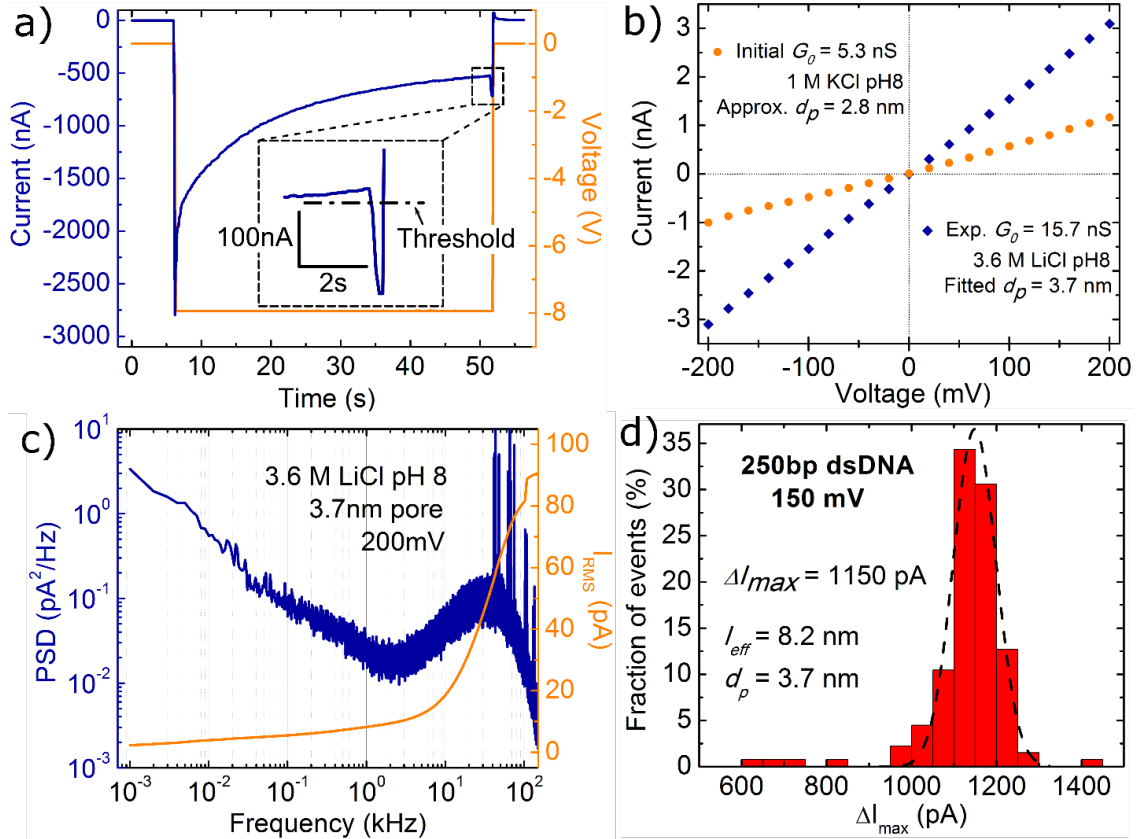 a)
Current (nA)
0
-500
-1000
-1500
-2000
-2500
-3000
0
-2
-4
-6
-8
Voltage (V)
100nA
2s
Threshold
0 10 20 30 40 50
Time (s)
b)
Current (nA)
3
2
1
0
-1
-2
-3
Initial G₀ = 5.3 nS
1 M KCl pH8
Approx. dₚ = 2.8 nm
Exp. G₀ = 15.7 nS
3.6 M LiCl pH8
Fitted dₚ = 3.7 nm
-200 -100 0 100 200
Voltage (mV)
c)
PSD (pA²/Hz)
10¹
10⁰
10⁻¹
10⁻²
10⁻³
3.6 M LiCl pH 8
3.7nm pore
200mV
100
80
60
40
20
0
I_RMS (pA)
10⁻³ 10⁻² 10⁻¹ 10⁰ 10¹ 10²
Frequency (kHz)
d)
Fraction of events (%)
35
30
25
20
15
10
5
0
250bp dsDNA
150 mV
ΔI_max = 1150 pA
l_eff = 8.2 nm
dₚ = 3.7 nm
600 800 1000 1200 1400
ΔI_max (pA)